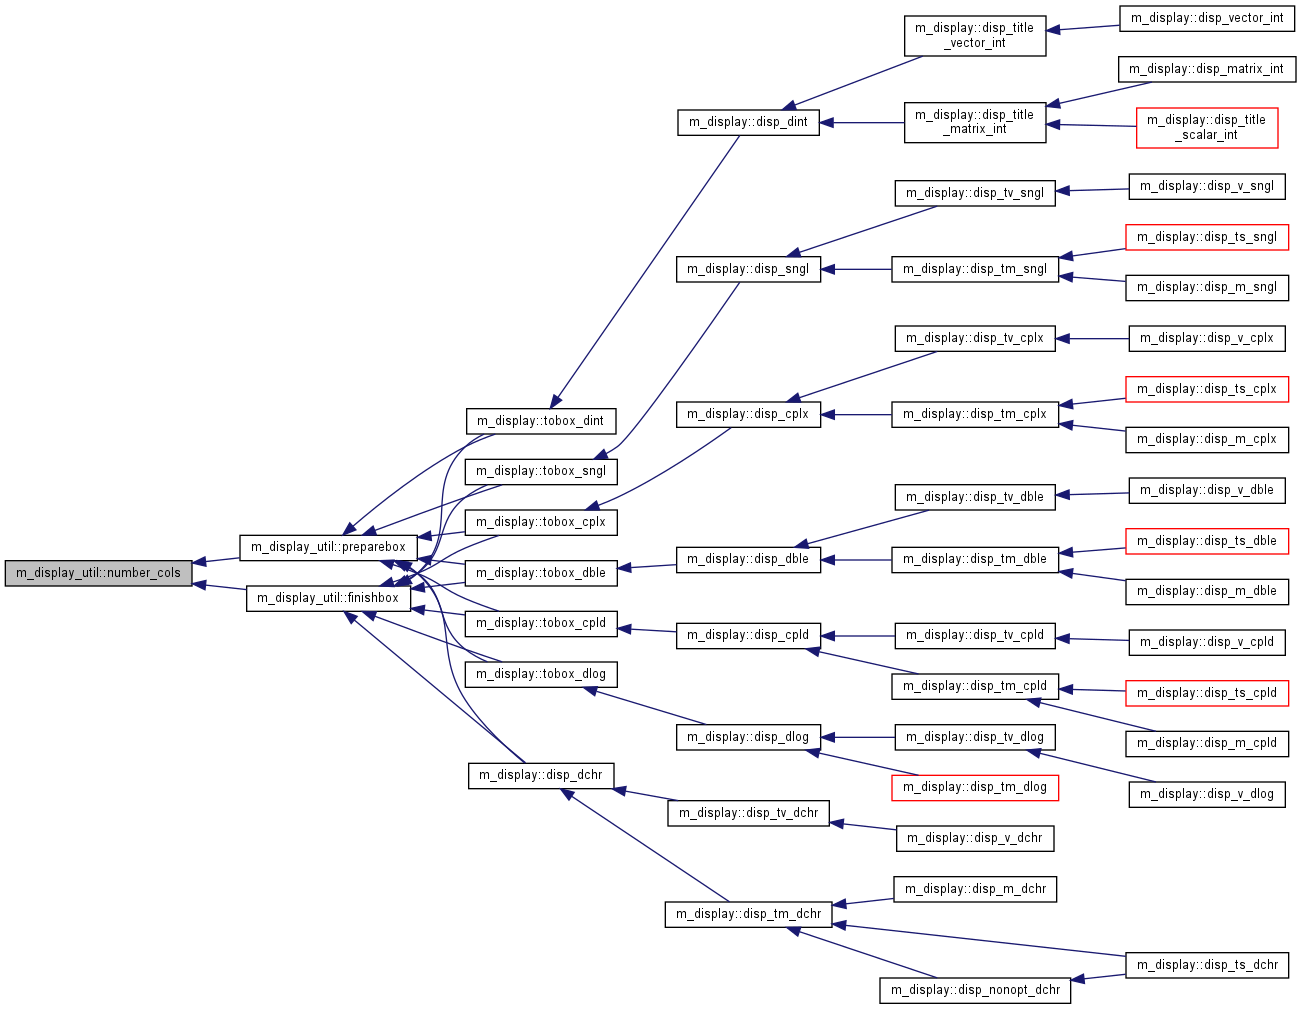 m_display_util::number_cols
m_display_util::preparebox
m_display_util::finishbox
m_display::tobox_dint
m_display::tobox_sngl
m_display::tobox_cplx
m_display::tobox_dble
m_display::tobox_cpld
m_display::tobox_dlog
m_display::disp_dchr
m_display::disp_dint
m_display::disp_sngl
m_display::disp_cplx
m_display::disp_dble
m_display::disp_cpld
m_display::disp_dlog
m_display::disp_tv_dchr
m_display::disp_tm_dchr
m_display::disp_title
_vector_int
m_display::disp_title
_matrix_int
m_display::disp_tv_sngl
m_display::disp_tm_sngl
m_display::disp_tv_cplx
m_display::disp_tm_cplx
m_display::disp_tv_dble
m_display::disp_tm_dble
m_display::disp_tv_cpld
m_display::disp_tm_cpld
m_display::disp_tv_dlog
m_display::disp_tm_dlog
m_display::disp_v_dchr
m_display::disp_m_dchr
m_display::disp_nonopt_dchr
m_display::disp_vector_int
m_display::disp_matrix_int
m_display::disp_title
_scalar_int
m_display::disp_v_sngl
m_display::disp_ts_sngl
m_display::disp_m_sngl
m_display::disp_v_cplx
m_display::disp_ts_cplx
m_display::disp_m_cplx
m_display::disp_v_dble
m_display::disp_ts_dble
m_display::disp_m_dble
m_display::disp_v_cpld
m_display::disp_ts_cpld
m_display::disp_m_cpld
m_display::disp_v_dlog
m_display::disp_ts_dchr